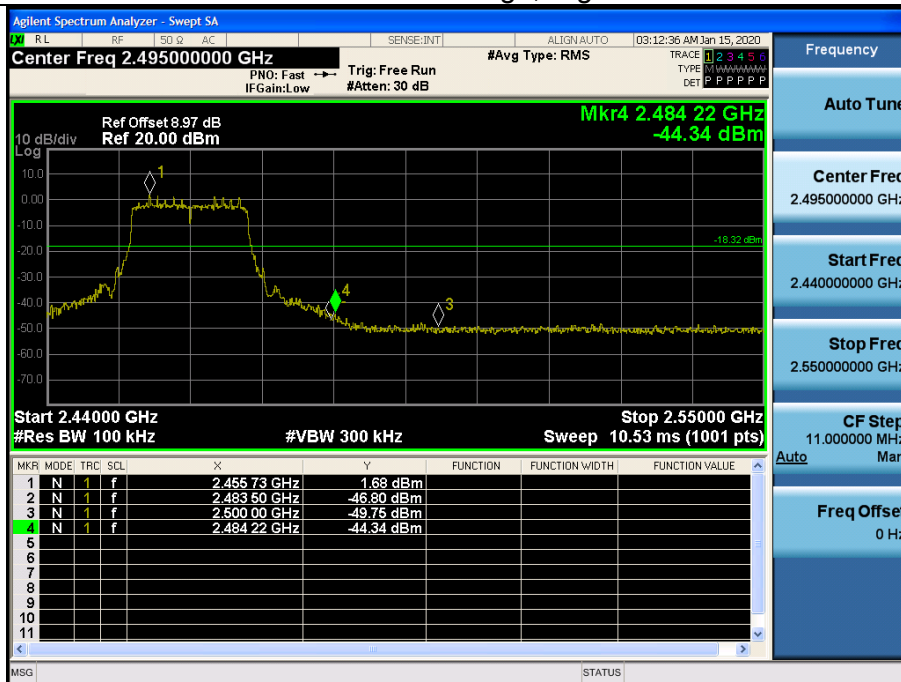 Agilent Spectrum Analyzer - Swept SA
LXI RL RF 50 Ω AC SENSE:INT ALIGNAUTO 03:12:36 AM Jan 15, 2020
Center Freq 2.495000000 GHz #Avg Type: RMS TRACE 1 2 3 4 5 6
PNO: Fast Trig: Free Run TYPE MWWWWW
IFGain:Low #Atten: 30 dB DET P P P P P P
Mkr4 2.484 22 GHz
Ref Offset 8.97 dB
10 dB/div Ref 20.00 dBm -44.34 dBm
Log
10.0
0.00
-10.0
-20.0
-30.0
-40.0
-50.0
-60.0
-70.0
1
-18.32 dBm
4
3
Start 2.44000 GHz Stop 2.55000 GHz
#Res BW 100 kHz #VBW 300 kHz Sweep 10.53 ms (1001 pts)
MKR MODE TRC SCL X Y FUNCTION FUNCTION WIDTH FUNCTION VALUE
1 N 1 f 2.455 73 GHz 1.68 dBm
2 N 1 f 2.483 50 GHz -46.80 dBm
3 N 1 f 2.500 00 GHz -49.75 dBm
4 N 1 f 2.484 22 GHz -44.34 dBm
5
6
7
8
9
10
11
MSG STATUS
Frequency
Auto Tune
Center Freq
2.495000000 GHz
Start Freq
2.440000000 GHz
Stop Freq
2.550000000 GHz
CF Step
11.000000 MHz
Auto Man
Freq Offset
0 Hz